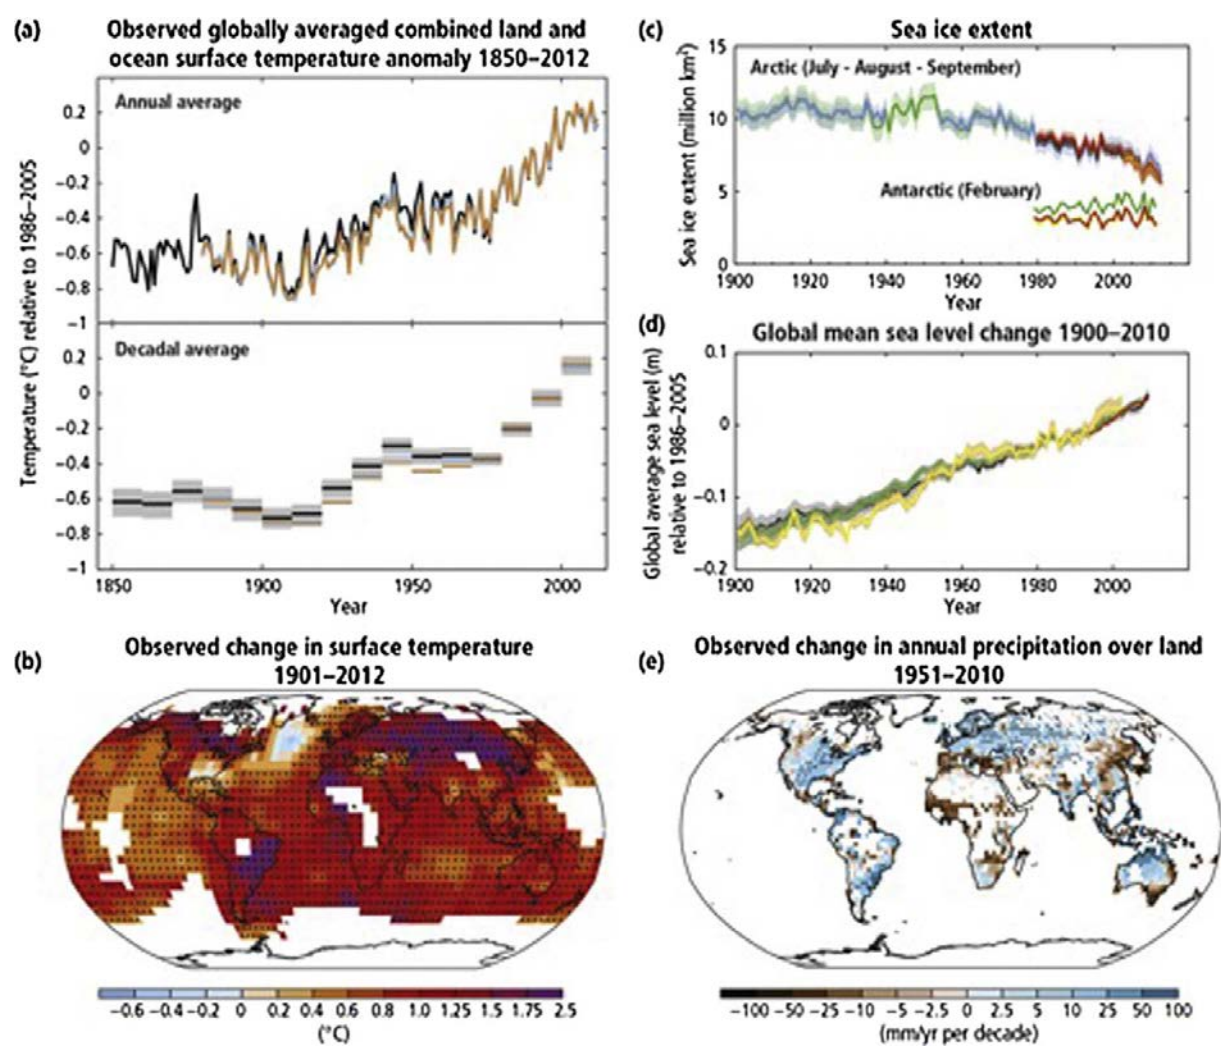 (a)
Observed globally averaged combined land and
ocean surface temperature anomaly 1850–2012
Annual average
0.2
0
−0.2
−0.4
−0.6
−0.8
−1
Decadal average
0.2
0
−0.2
−0.4
−0.6
−0.8
−1
Temperature (°C) relative to 1986–2005
1850 1900 1950 2000
Year
(c)
Sea ice extent
Arctic (July - August - September)
Antarctic (February)
15
10
5
0
Sea ice extent (million km²)
1900 1920 1940 1960 1980 2000
Year
(d)
Global mean sea level change 1900–2010
0.1
0
−0.1
−0.2
Global average sea level (m)
relative to 1986–2005
1900 1920 1940 1960 1980 2000
Year
(b)
Observed change in surface temperature
1901–2012
−0.6 −0.4 −0.2 0 0.2 0.4 0.6 0.8 1.0 1.25 1.5 1.75 2.5
(°C)
(e)
Observed change in annual precipitation over land
1951–2010
−100 −50 −25 −10 −5 −2.5 0 2.5 5 10 25 50 100
(mm/yr per decade)